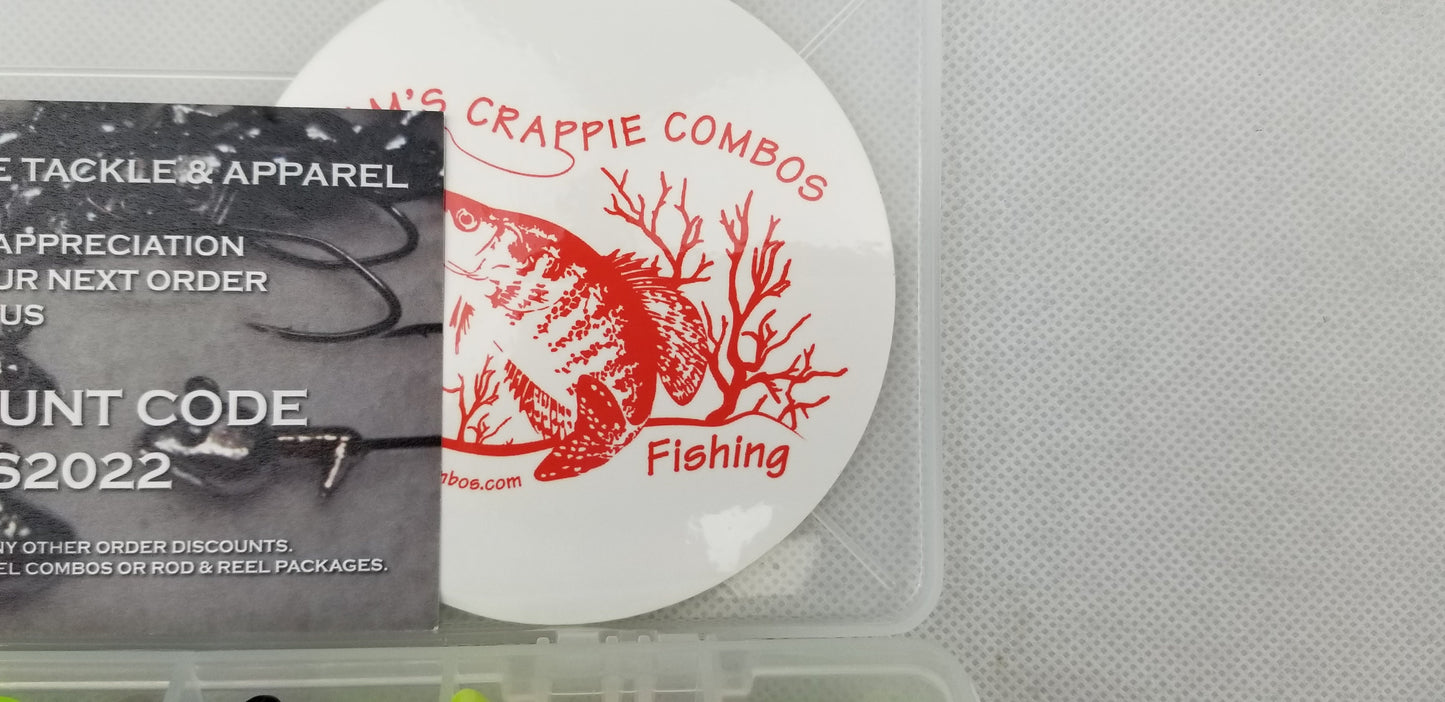 E TACKLE & APPAREL
APPRECIATION
UR NEXT ORDER
US
UNT CODE
S2022
NY OTHER ORDER DISCOUNTS.
EL COMBOS OR ROD & REEL PACKAGES.
M'S CRAPPIE COMBOS
Fishing
mbos.com